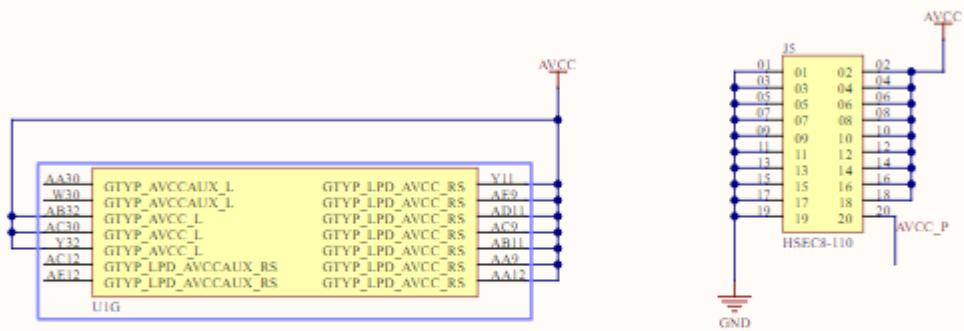 AVCC
AVCC
J5
01 01 02 02
03 03 04 04
05 05 06 06
07 07 08 08
09 09 10 10
11 11 12 12
13 13 14 14
15 15 16 16
17 17 18 18
19 19 20 20
AVCC_P
HSEC8-110
GND
AA30 GTYP_AVCCAUX_L GTYP_LPD_AVCC_RS Y11
W30 GTYP_AVCCAUX_L GTYP_LPD_AVCC_RS AE9
AB32 GTYP_AVCC_L GTYP_LPD_AVCC_RS AD11
AC30 GTYP_AVCC_L GTYP_LPD_AVCC_RS AC9
Y32 GTYP_AVCC_L GTYP_LPD_AVCC_RS AB11
AC12 GTYP_LPD_AVCCAUX_RS GTYP_LPD_AVCC_RS AA9
AE12 GTYP_LPD_AVCCAUX_RS GTYP_LPD_AVCC_RS AA12
U1G